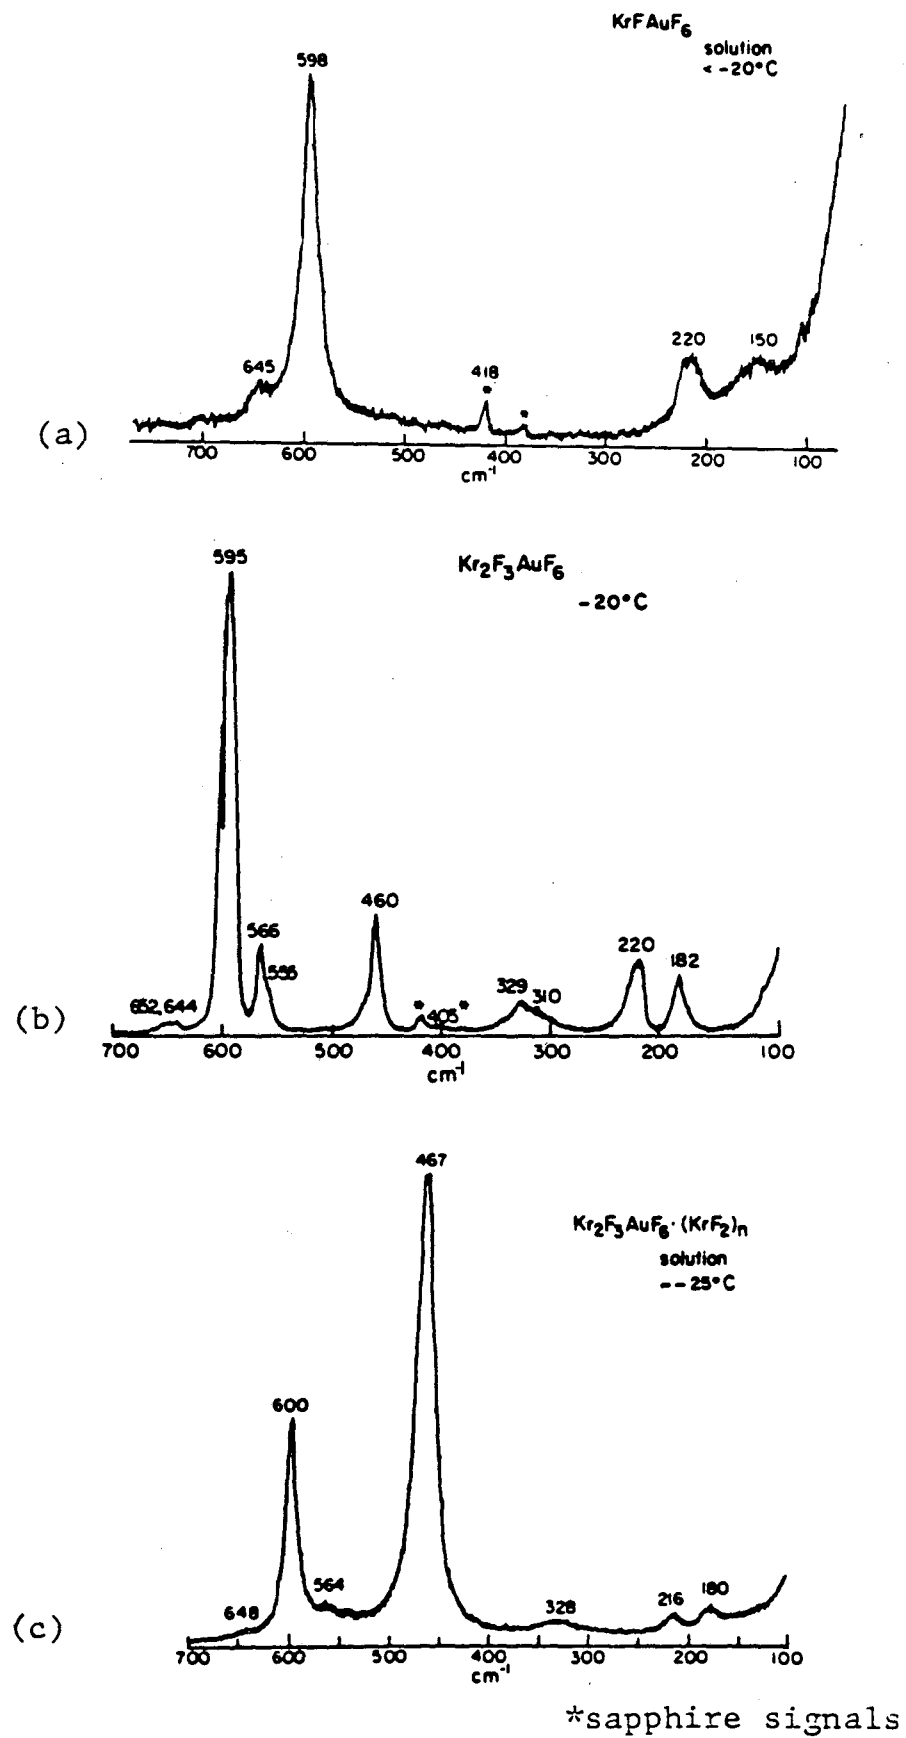 KrFAuF6
solution
< -20°C
598
645
418
*
*
220
150
(a)
700 600 500 400 300 200 100
cm-1
595
Kr2F3AuF6
-20°C
566
555
460
652,644
*
405
*
329
310
220
182
(b)
700 600 500 400 300 200 100
cm-1
467
Kr2F3AuF6·(KrF2)n
solution
--25°C
600
648
564
328
216
180
(c)
700 600 500 400 300 200 100
cm-1
*sapphire signals